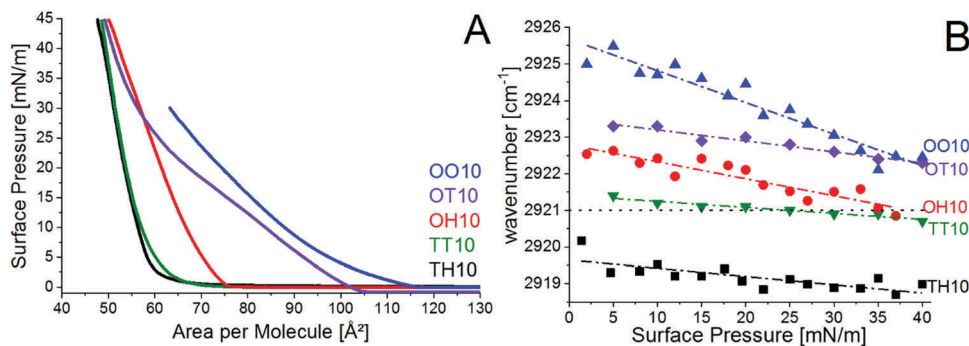 A
Surface Pressure [mN/m]
45
40
35
30
25
20
15
10
5
0
OO10
OT10
OH10
TT10
TH10
40 50 60 70 80 90 100 110 120 130
Area per Molecule [Å²]
B
wavenumber [cm⁻¹]
2926
2925
2924
2923
2922
2921
2920
2919
OO10
OT10
OH10
TT10
TH10
0 5 10 15 20 25 30 35 40 45
Surface Pressure [mN/m]